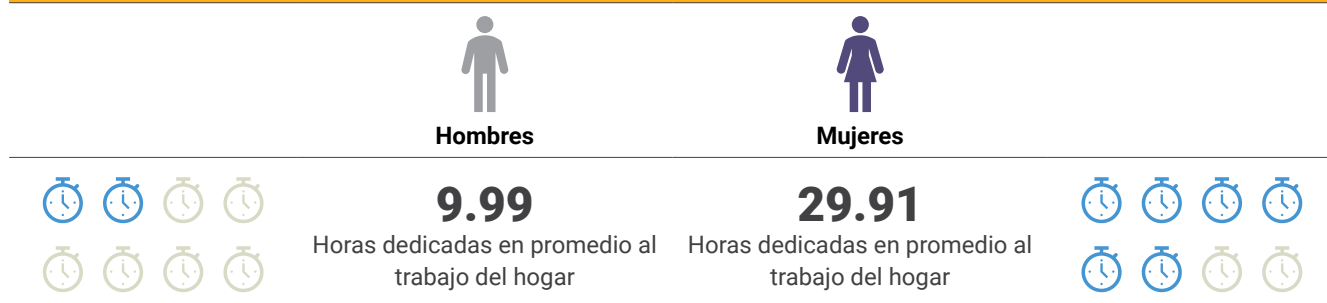 Hombres
Mujeres
9.99
Horas dedicadas en promedio al
trabajo del hogar
29.91
Horas dedicadas en promedio al
trabajo del hogar